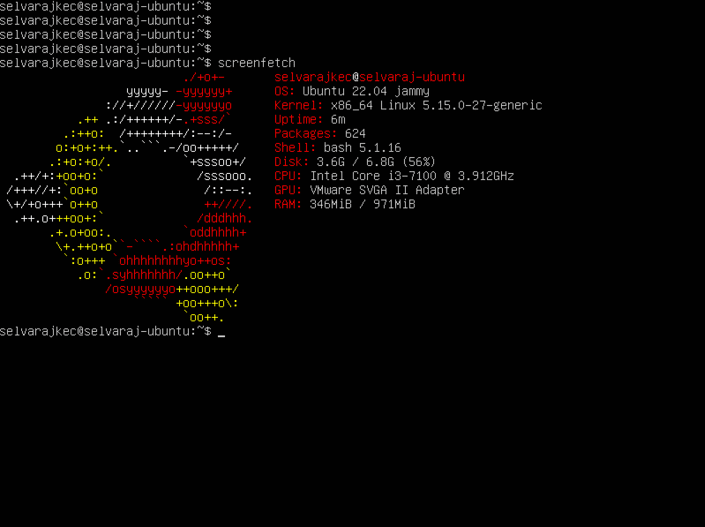 selvarajkec@selvaraj-ubuntu:~$
selvarajkec@selvaraj-ubuntu:~$
selvarajkec@selvaraj-ubuntu:~$
selvarajkec@selvaraj-ubuntu:~$
selvarajkec@selvaraj-ubuntu:~$ screenfetch
./+o+- selvarajkec@selvaraj-ubuntu
yyyyy- -yyyyyy+ OS: Ubuntu 22.04 jammy
://+//////-yyyyyyo Kernel: x86_64 Linux 5.15.0-27-generic
.++ .:/++++++/-.+sss/` Uptime: 6m
.:++o: /++++++++/:--:/- Packages: 624
o:+o+:++.`..```.-/oo+++++/ Shell: bash 5.1.16
.:+o:+o/. `+sssoo+/ Disk: 3.6G / 6.8G (56%)
.++/+:+oo+o:` /sssooo. CPU: Intel Core i3-7100 @ 3.912GHz
/+++//+:`oo+o /::--:. GPU: VMware SVGA II Adapter
\+/+o+++`o++o ++////. RAM: 346MiB / 971MiB
.++.o+++oo+:` /dddhhh.
.+.o+oo:. `oddhhhh+
\+.++o+o``-````.:ohdhhhhh+
`:o+++ `ohhhhhhhhyo++os:
.o:`.syhhhhhhh/.oo++o`
/osyyyyyyo++ooo+++/
````` +oo+++o\:
`oo++.
selvarajkec@selvaraj-ubuntu:~$ _